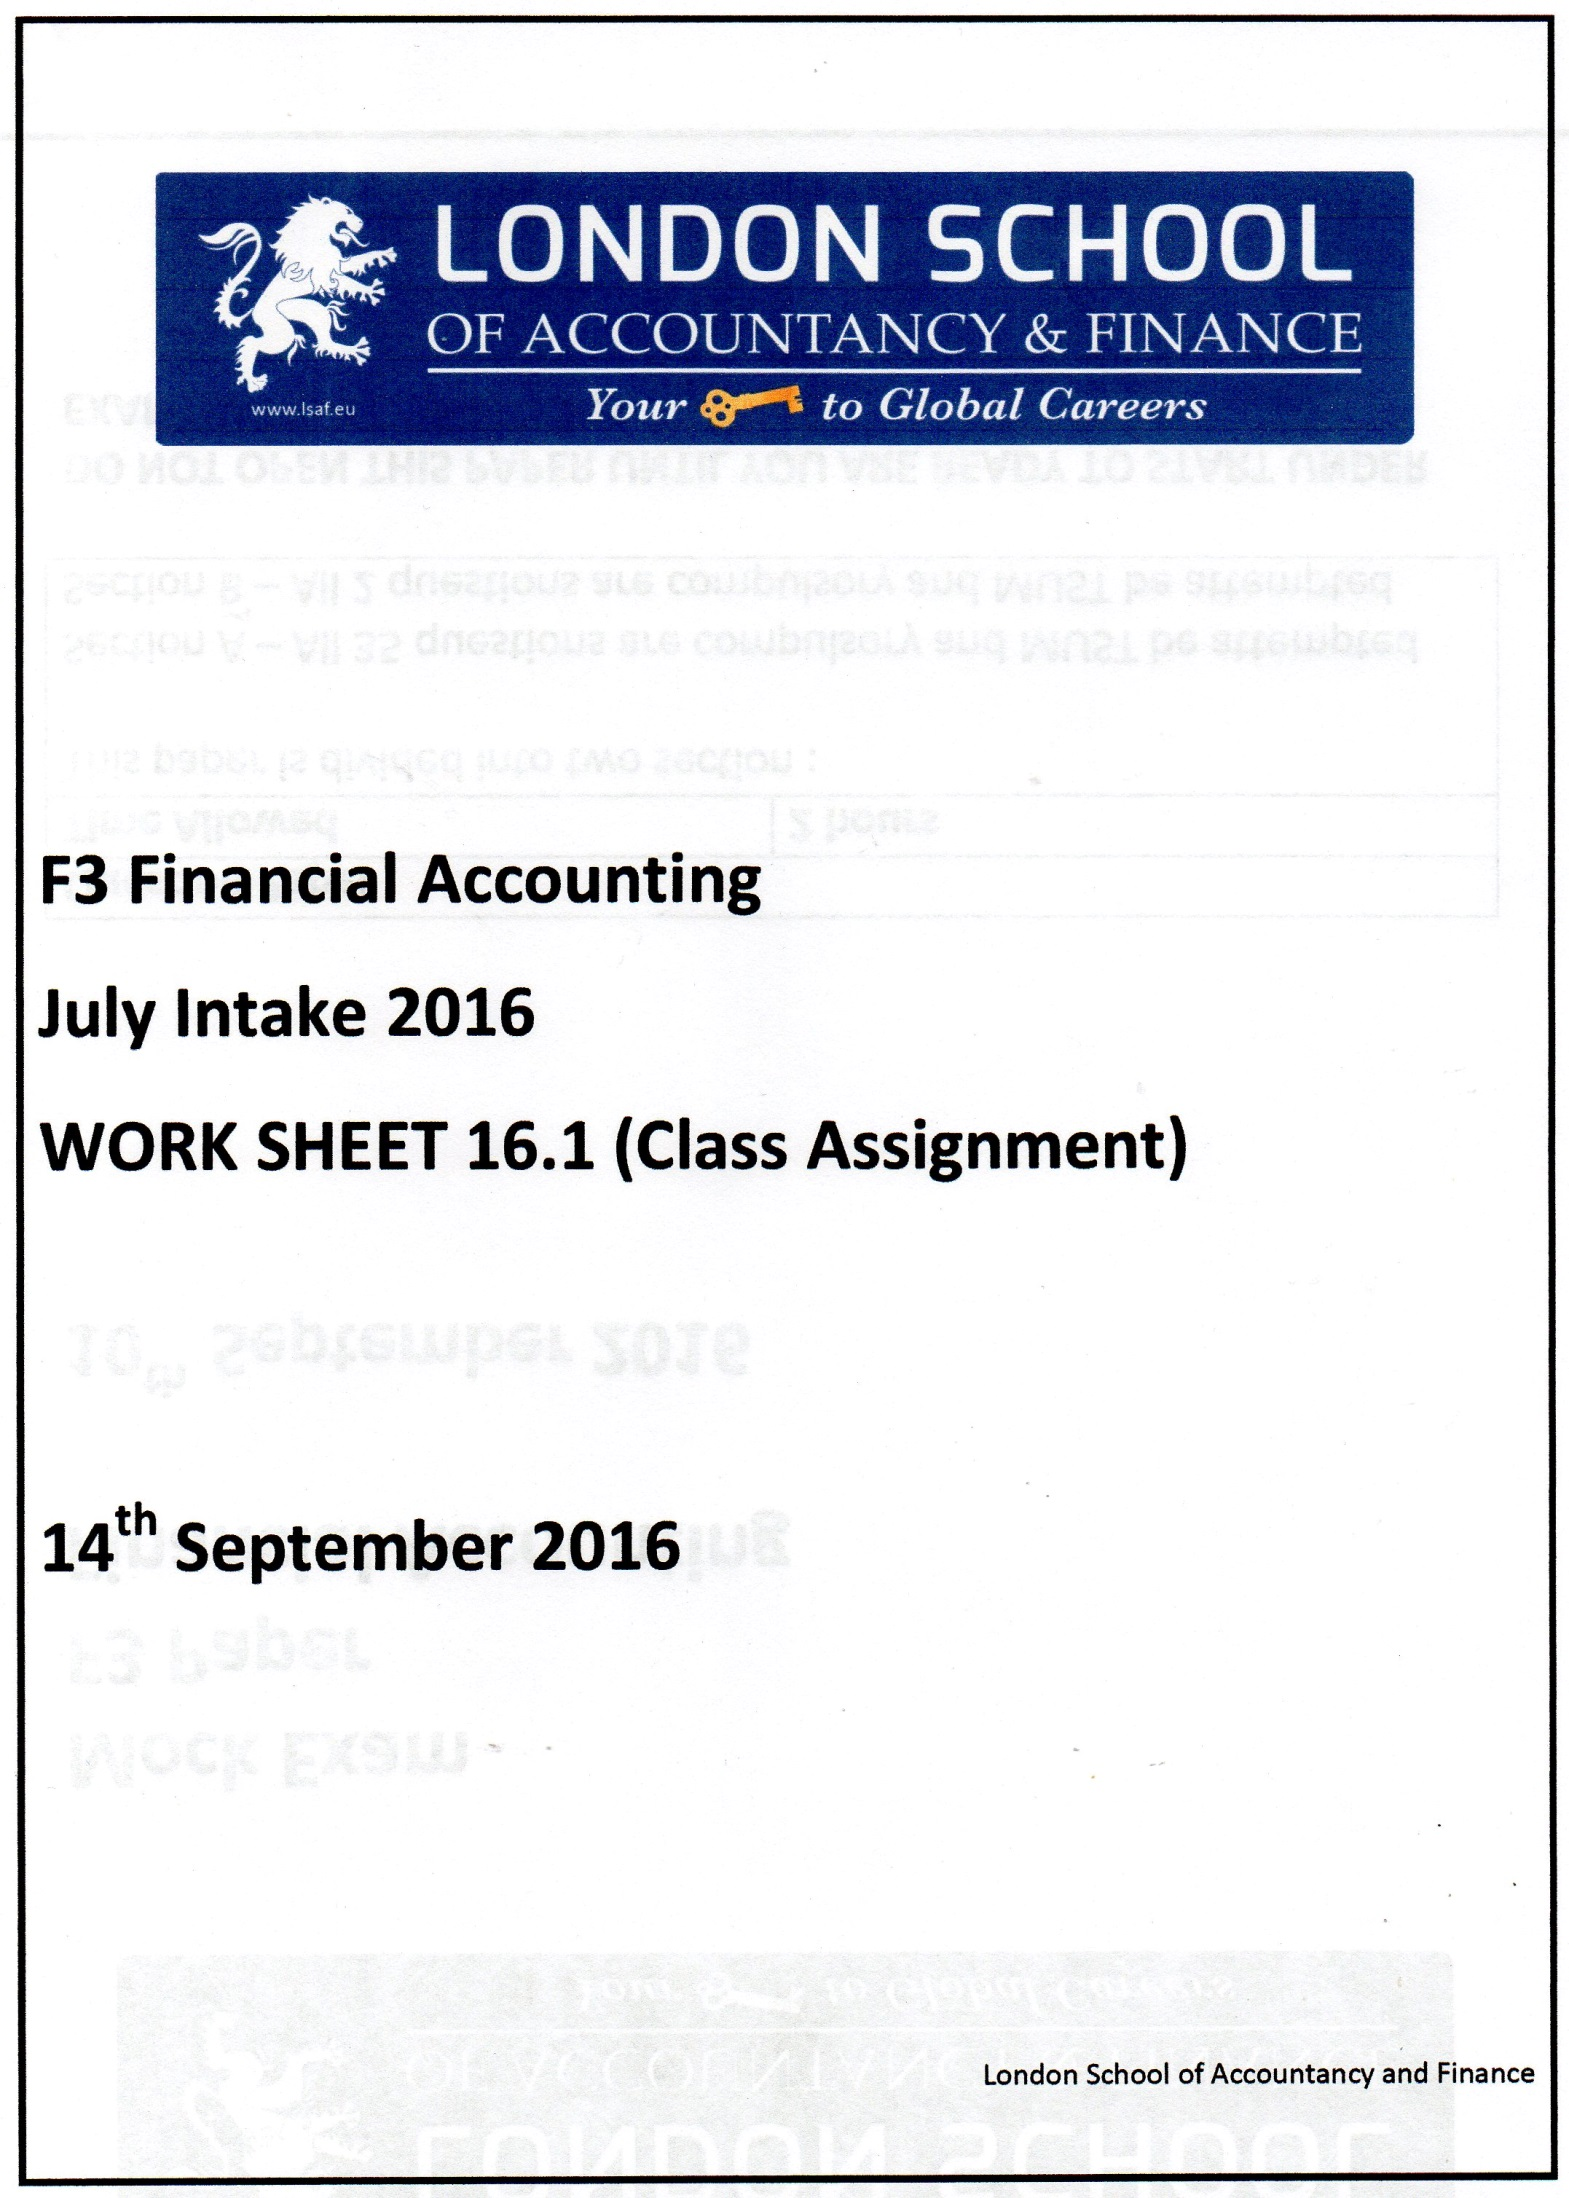 LONDON SCHOOL
OF ACCOUNTANCY & FINANCE
www.lsaf.eu
Your to Global Careers
F3 Financial Accounting
July Intake 2016
WORK SHEET 16.1 (Class Assignment)
14th September 2016
London School of Accountancy and Finance